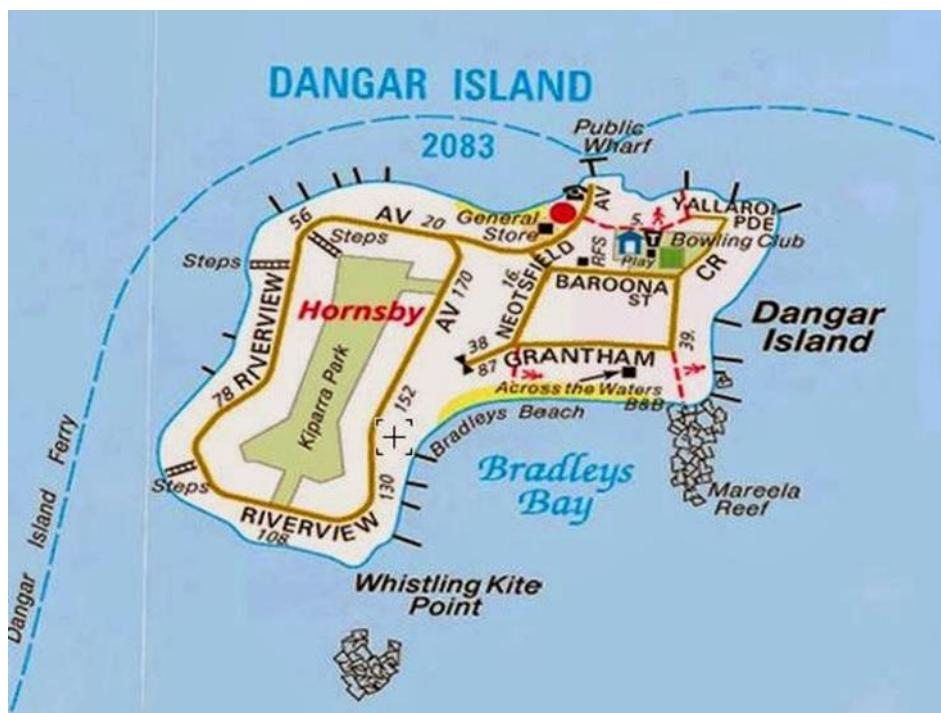 DANGAR ISLAND
2083
Public
Wharf
56
AV
20
General
Store
AV
5.
YALLAROI
PDE
Steps
Steps
RFS
Play
Bowling Club
CR
16.
NEOTSFIELD
BAROONA
ST
170
AV
Hornsby
RIVERVIEW
Dangar
Island
38
87
GRANTHAM
39.
Across the Waters
B&B
78
Kiparra Park
152
Bradleys Beach
Bradleys
Bay
Mareela
Reef
Steps
130
RIVERVIEW
108
Whistling Kite
Point
Dangar Island Ferry